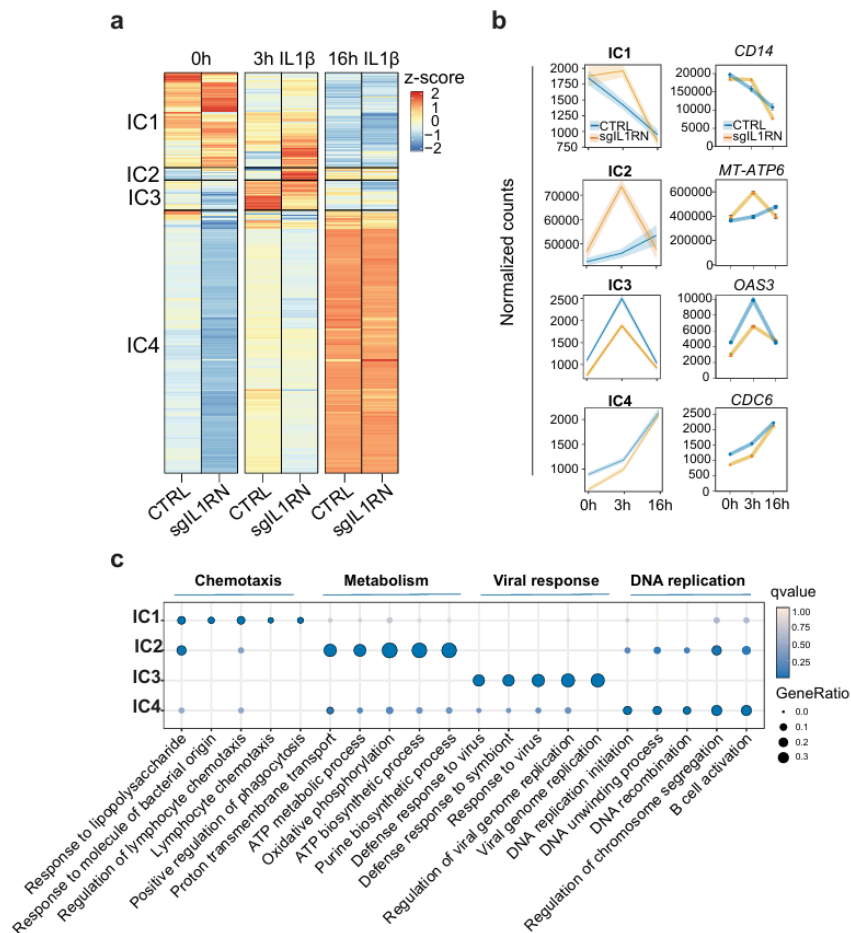 a
0h
3h IL1β
16h IL1β
z-score
2
1
0
−1
−2
IC1
IC2
IC3
IC4
CTRL
sgIL1RN
CTRL
sgIL1RN
CTRL
sgIL1RN
b
Normalized counts
IC1
2000
1750
1500
1250
1000
750
CTRL
sgIL1RN
CD14
20000
15000
10000
5000
0
CTRL
sgIL1RN
IC2
70000
60000
50000
MT-ATP6
600000
400000
200000
0
IC3
2500
2000
1500
1000
OAS3
10000
8000
6000
4000
2000
0
IC4
2000
1500
1000
0h
3h
16h
CDC6
2500
2000
1500
1000
500
0
0h
3h
16h
c
Chemotaxis
Metabolism
Viral response
DNA replication
IC1
IC2
IC3
IC4
qvalue
1.00
0.75
0.50
0.25
GeneRatio
0.0
0.1
0.2
0.3
Response to lipopolysaccharide
Response to molecule of bacterial origin
Regulation of lymphocyte chemotaxis
Lymphocyte chemotaxis
Positive regulation of phagocytosis
Proton transmembrane transport
ATP metabolic process
Oxidative phosphorylation
ATP biosynthetic process
Purine biosynthetic process
Defense response to virus
Defense response to symbiont
Response to virus
Regulation of viral genome replication
Viral genome replication
DNA replication initiation
DNA unwinding process
DNA recombination
Regulation of chromosome segregation
B cell activation